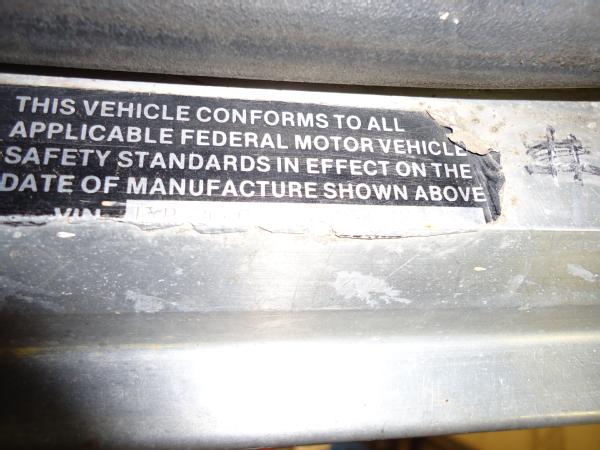 THIS VEHICLE CONFORMS TO ALL
APPLICABLE FEDERAL MOTOR VEHICLE
SAFETY STANDARDS IN EFFECT ON THE
DATE OF MANUFACTURE SHOWN ABOVE
VIN
#